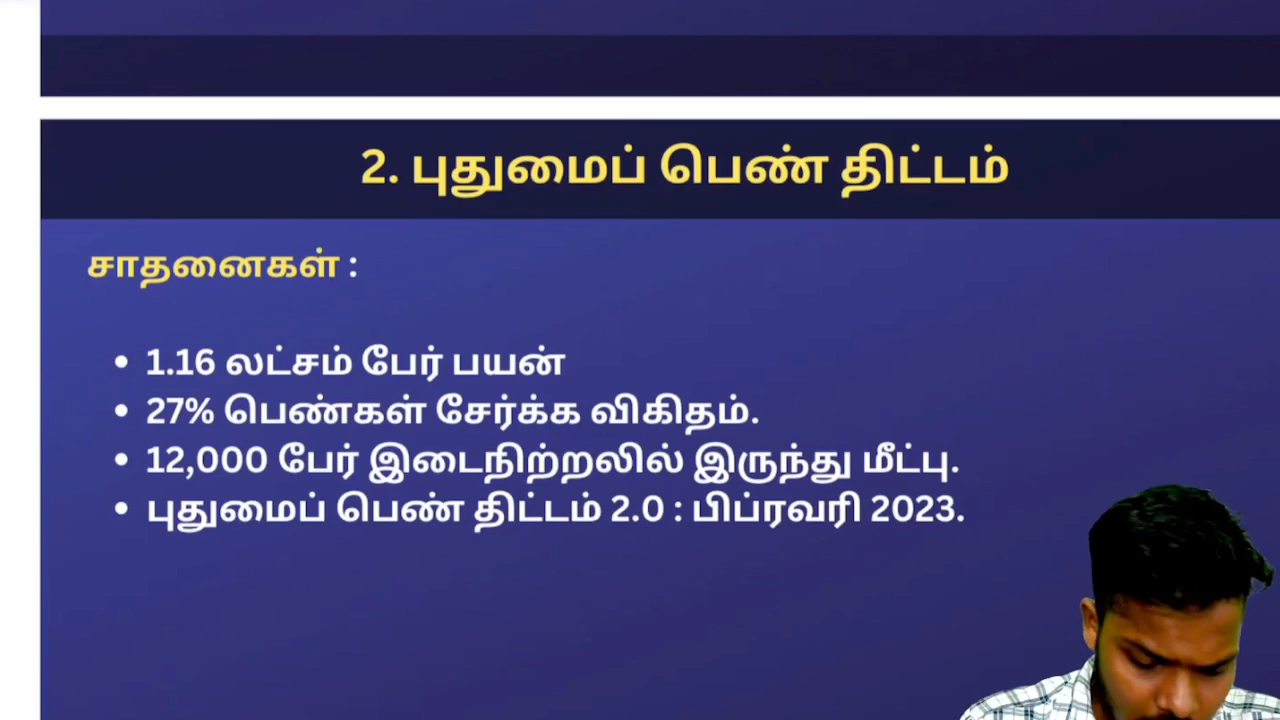 2. புதுமைப் பெண் திட்டம்
சாதனைகள் :
• 1.16 லட்சம் பேர் பயன்
• 27% பெண்கள் சேர்க்க விகிதம்.
• 12,000 பேர் இடைநிற்றலில் இருந்து மீட்பு.
• புதுமைப் பெண் திட்டம் 2.0 : பிப்ரவரி 2023.